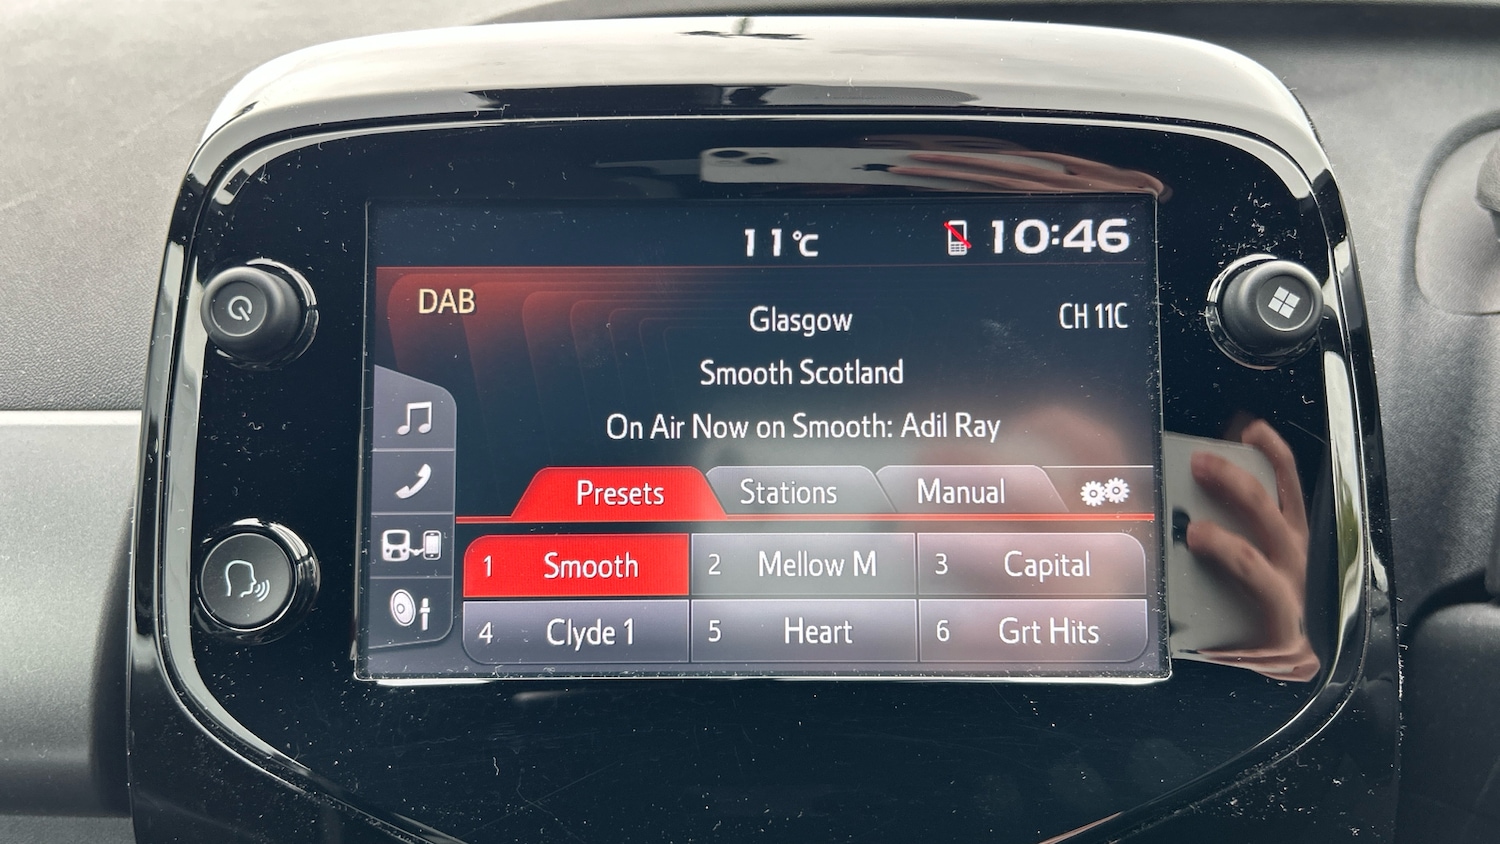 11°C 10:46
DAB
Glasgow CH 11C
Smooth Scotland
On Air Now on Smooth: Adil Ray
Presets Stations Manual
1 Smooth 2 Mellow M 3 Capital
4 Clyde 1 5 Heart 6 Grt Hits